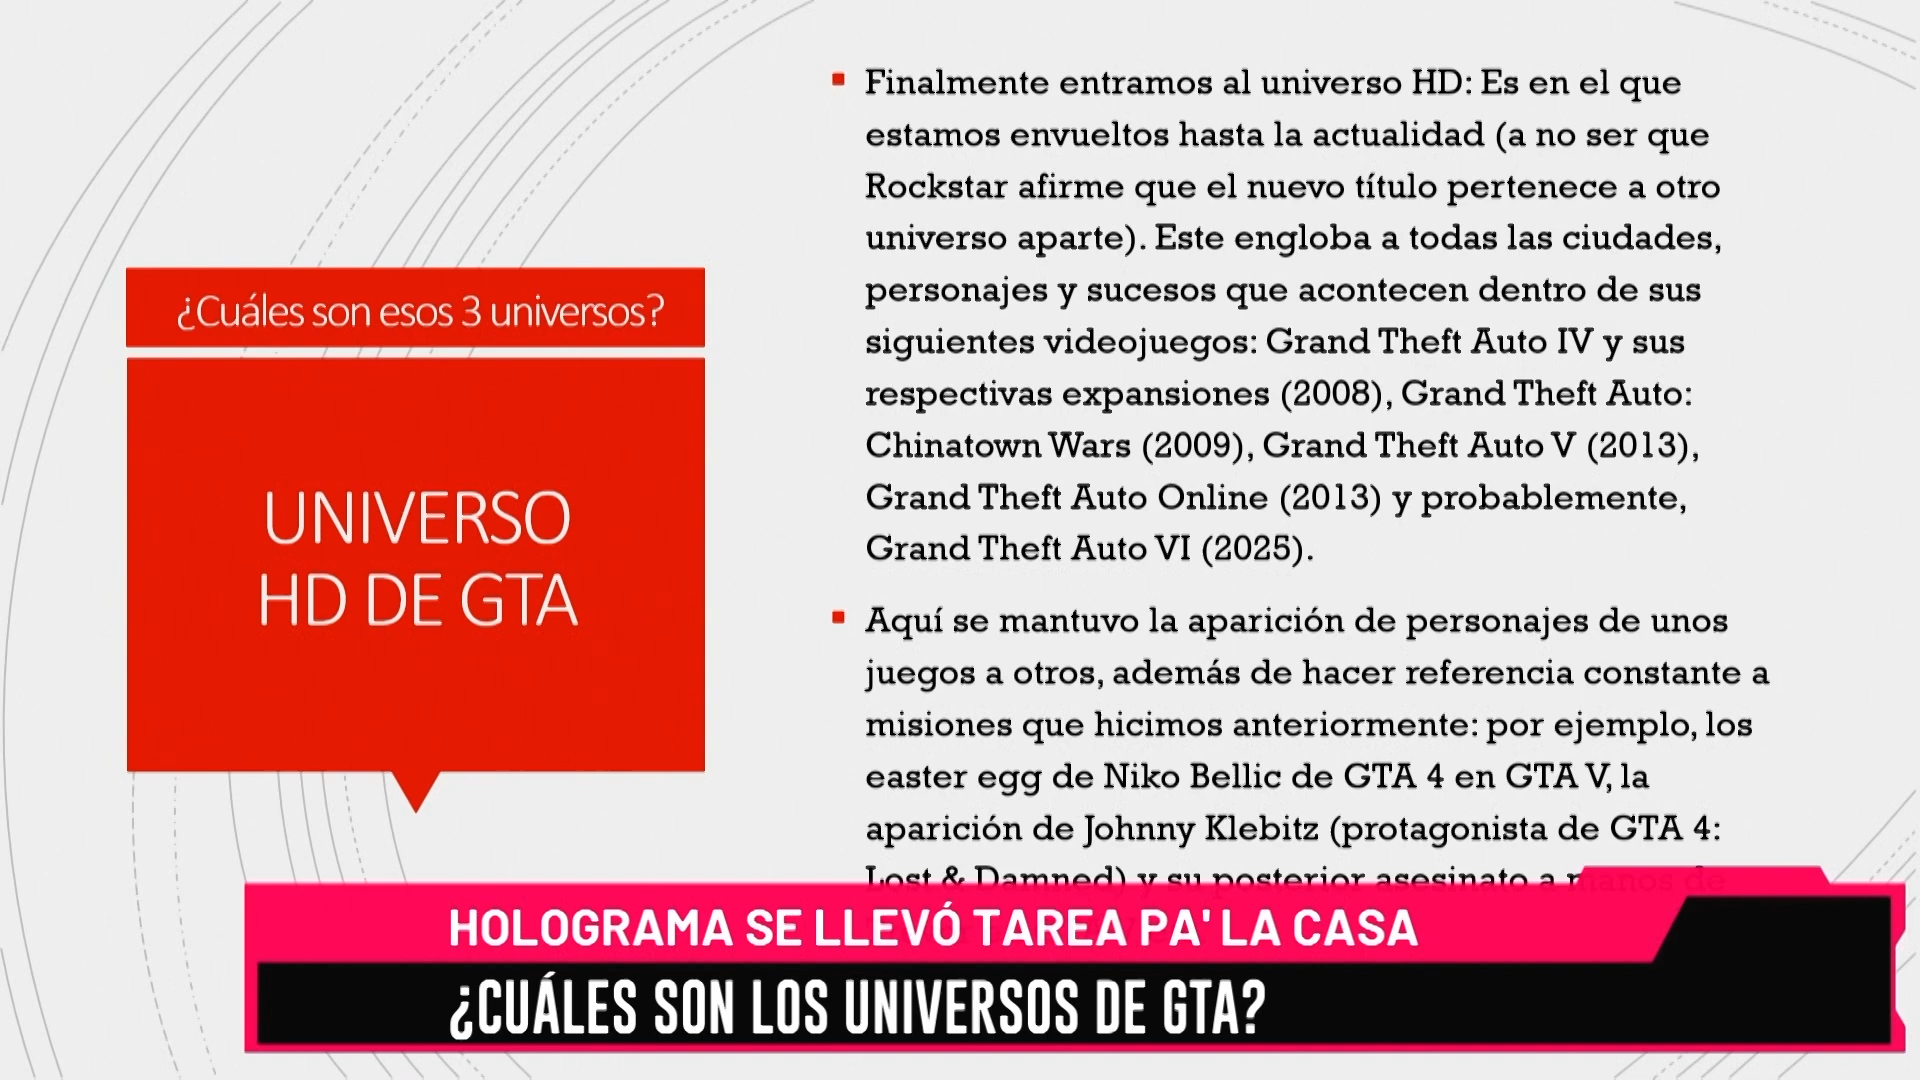 ¿Cuáles son esos 3 universos?
UNIVERSO
HD DE GTA
Finalmente entramos al universo HD: Es en el que
estamos envueltos hasta la actualidad (a no ser que
Rockstar afirme que el nuevo título pertenece a otro
universo aparte). Este engloba a todas las ciudades,
personajes y sucesos que acontecen dentro de sus
siguientes videojuegos: Grand Theft Auto IV y sus
respectivas expansiones (2008), Grand Theft Auto:
Chinatown Wars (2009), Grand Theft Auto V (2013),
Grand Theft Auto Online (2013) y probablemente,
Grand Theft Auto VI (2025).
Aquí se mantuvo la aparición de personajes de unos
juegos a otros, además de hacer referencia constante a
misiones que hicimos anteriormente: por ejemplo, los
easter egg de Niko Bellic de GTA 4 en GTA V, la
aparición de Johnny Klebitz (protagonista de GTA 4:
Lost & Damned) y su posterior asesinato a manos de
HOLOGRAMA SE LLEVÓ TAREA PA' LA CASA
¿CUÁLES SON LOS UNIVERSOS DE GTA?